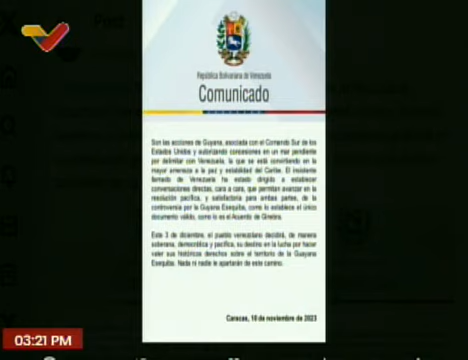 Post
República Bolivariana de Venezuela
Comunicado
Son las acciones de Guyana, asociada con el Comando Sur de los
Estados Unidos y autorizando concesiones en un mar pendiente
por delimitar con Venezuela, la que se está convirtiendo en la
mayor amenaza a la paz y estabilidad del Caribe. El insistente
llamado de Venezuela ha estado dirigido a establecer
conversaciones directas, cara a cara, que permitan avanzar en la
resolución pacífica, y satisfactoria para ambas partes, de la
controversia por la Guyana Esequiba, como lo establece el único
documento válido, como lo es el Acuerdo de Ginebra.
Este 3 de diciembre, el pueblo venezolano decidirá, de manera
soberana, democrática y pacífica, su destino en la lucha por hacer
valer sus históricos derechos sobre el territorio de la Guayana
Esequiba. Nada ni nadie le apartarán de este camino.
Caracas, 10 de noviembre de 2023
03:21 PM